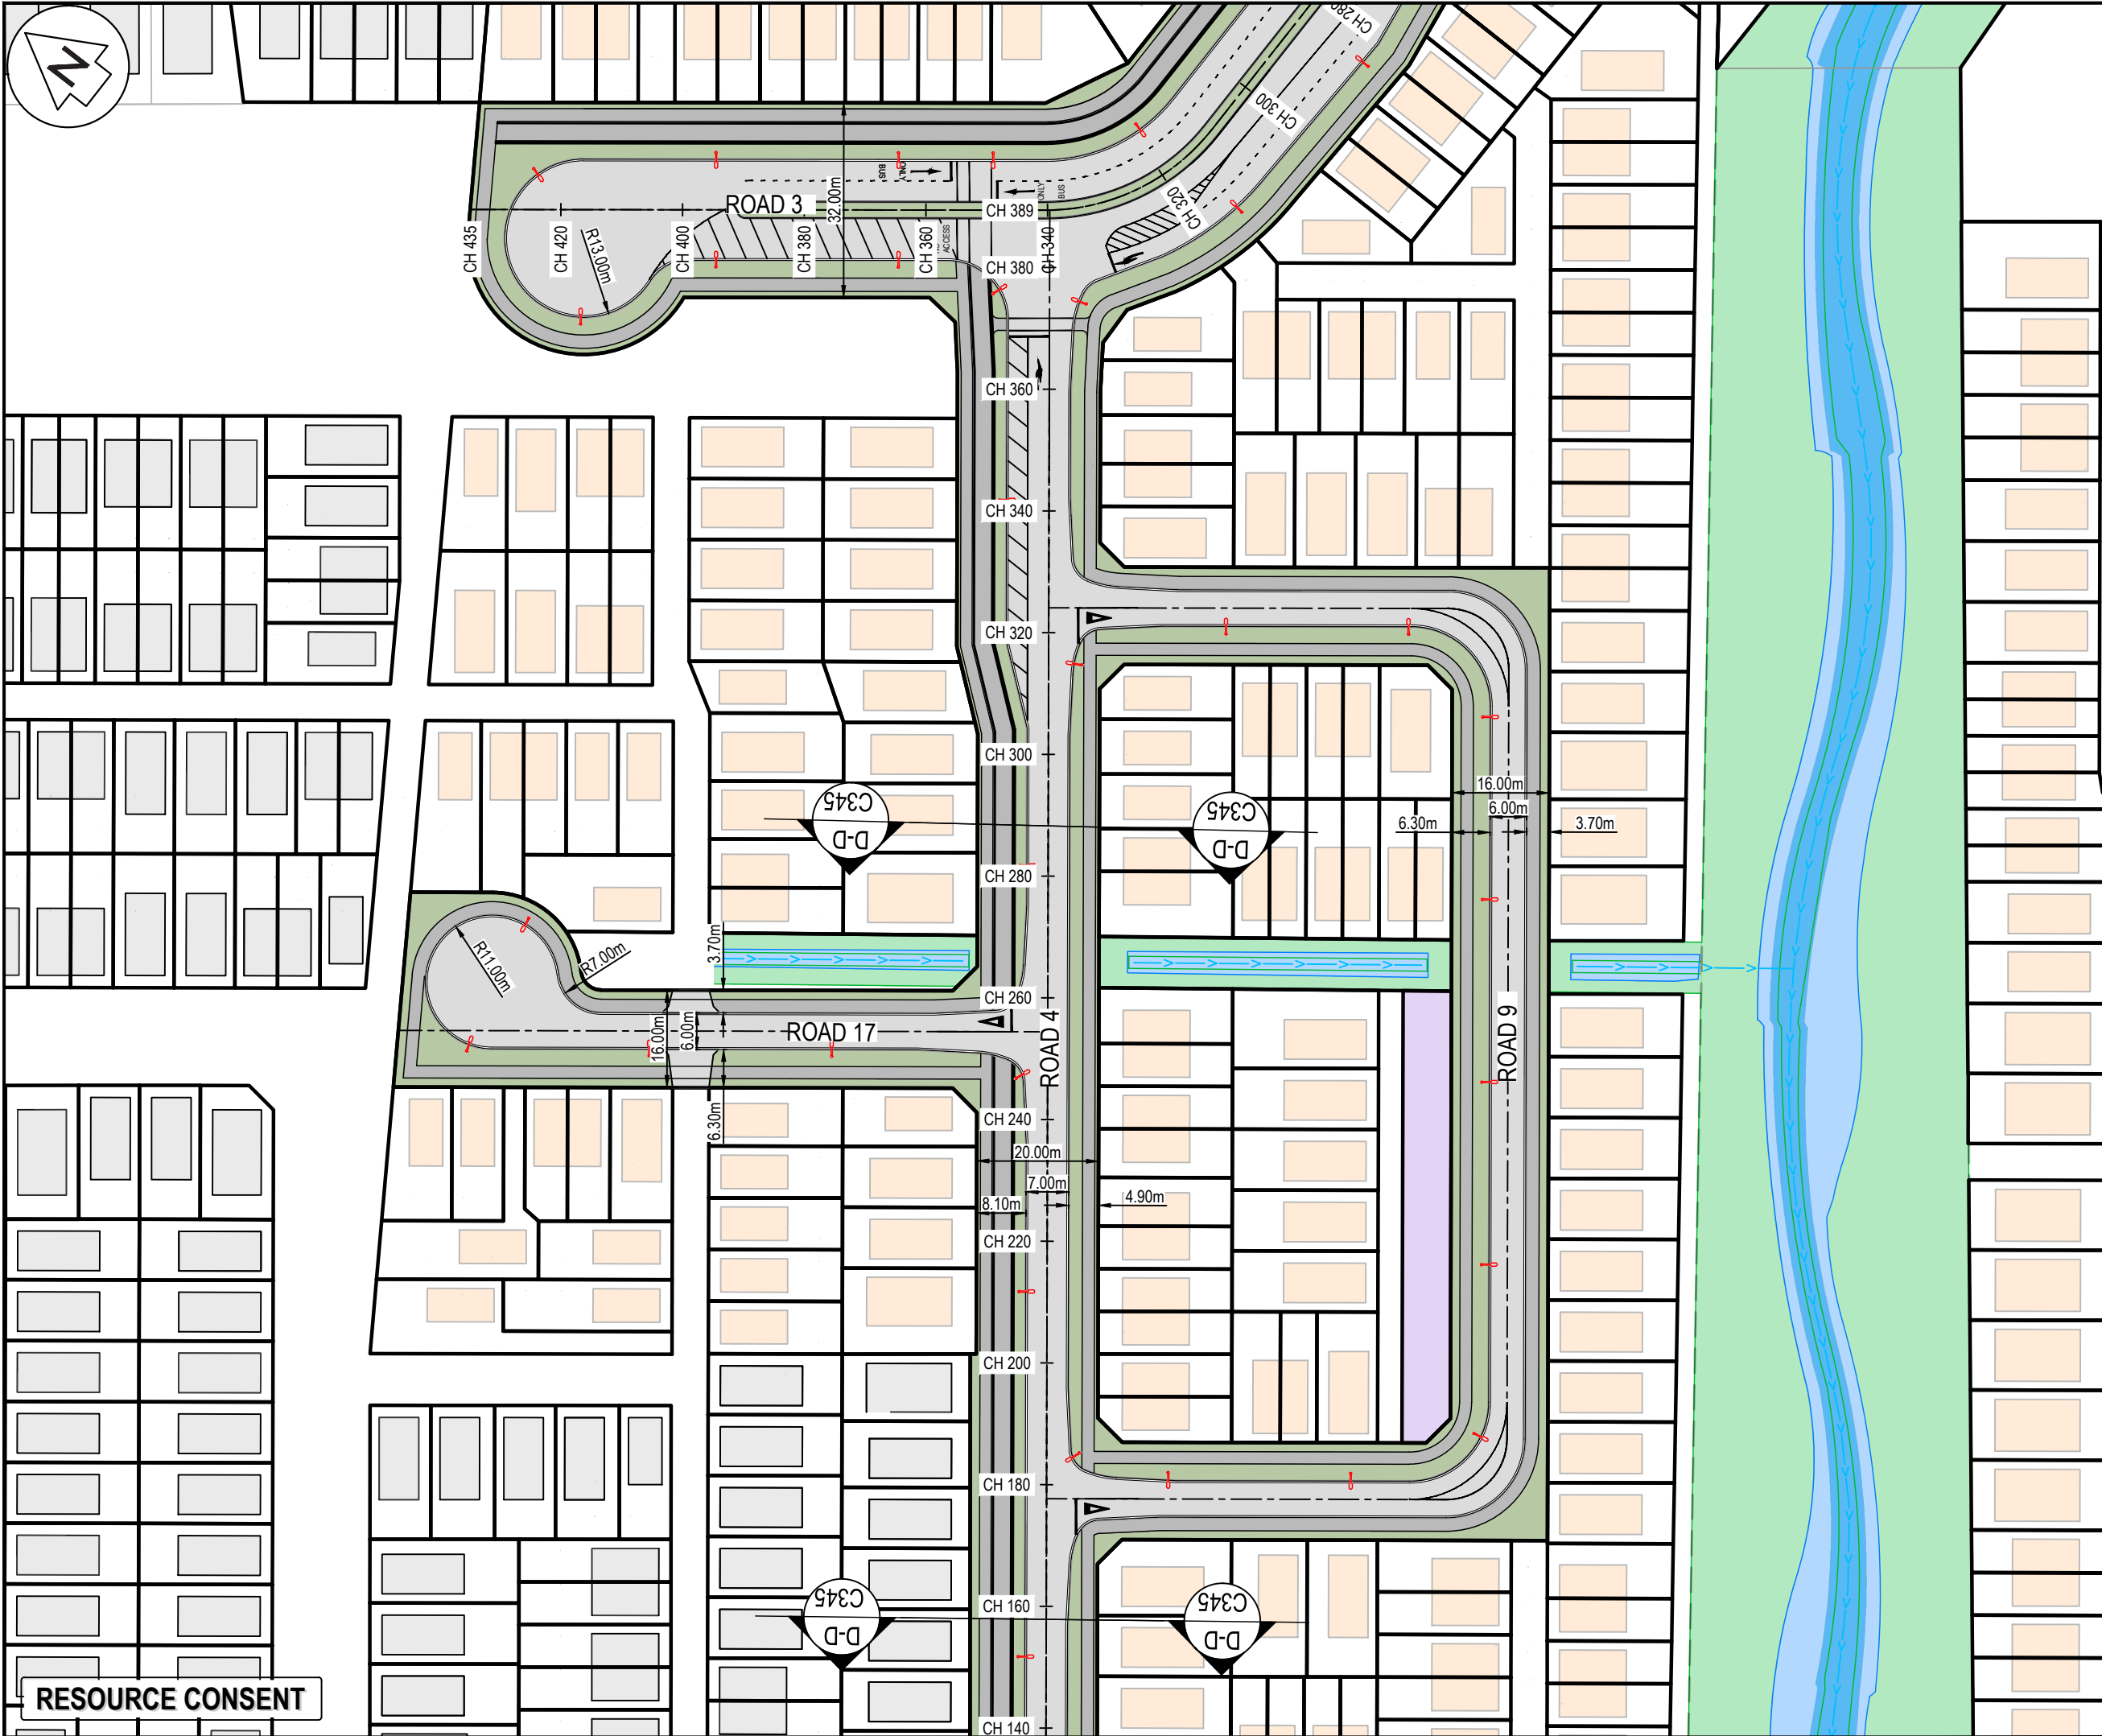 N
CH 280
CH 300
CH 320
BUS
ONLY
ONLY
BUS
ROAD 3
32.00m
CH 389
CH 435
CH 420
R13.00m
CH 400
CH 380
CH 360
ACCESS
CH 340
CH 380
CH 360
CH 340
CH 320
CH 300
C345
D-D
C345
D-D
16.00m
6.00m
6.30m
3.70m
CH 280
3.70m
R11.00m
R7.00m
CH 260
16.00m
6.00m
ROAD 17
ROAD 4
ROAD 9
6.30m
CH 240
20.00m
7.00m
8.10m
4.90m
CH 220
CH 200
CH 180
CH 160
C345
D-D
C345
D-D
RESOURCE CONSENT
CH 140